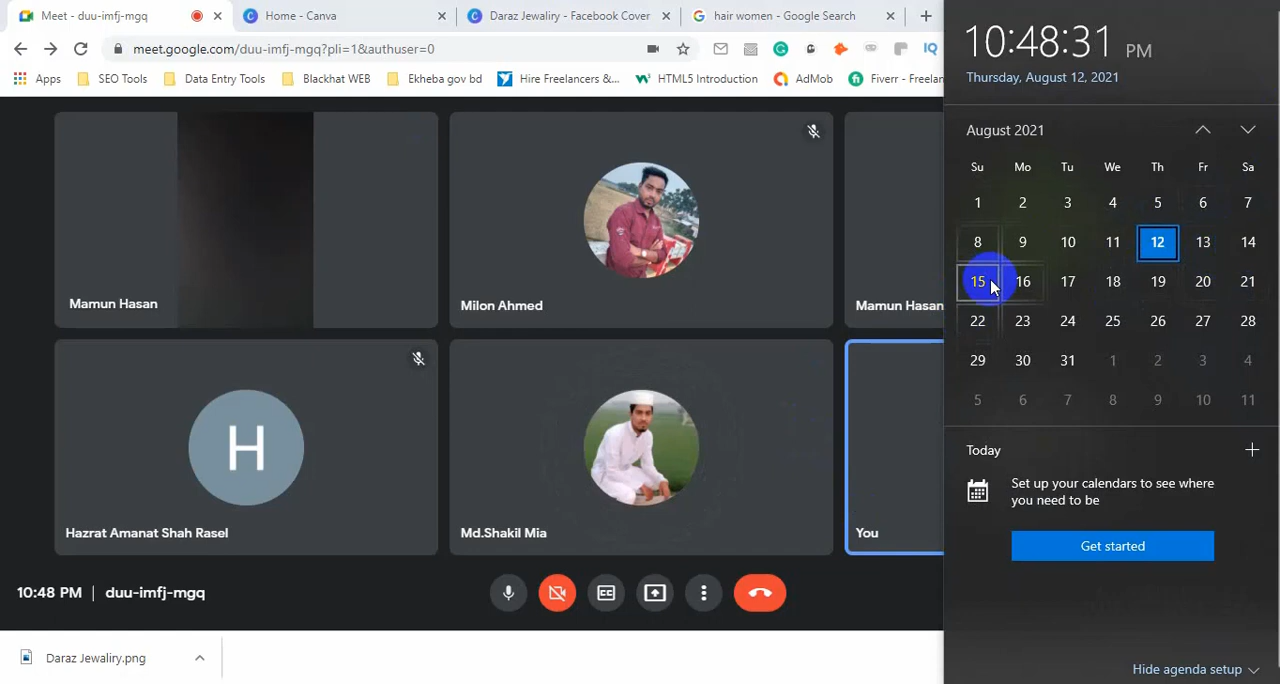 Meet - duu-imfj-mgq
Home - Canva
Daraz Jewaliry - Facebook Cover
hair women - Google Search
meet.google.com/duu-imfj-mgq?pli=1&authuser=0
IQ
Apps
SEO Tools
Data Entry Tools
Blackhat WEB
Ekheba gov bd
Hire Freelancers &...
HTML5 Introduction
AdMob
Fiverr - Freelan
Mamun Hasan
Milon Ahmed
Mamun Hasan
H
Hazrat Amanat Shah Rasel
Md.Shakil Mia
You
10:48 PM | duu-imfj-mgq
Daraz Jewaliry.png
10:48:31 PM
Thursday, August 12, 2021
August 2021
Su Mo Tu We Th Fr Sa
1 2 3 4 5 6 7
8 9 10 11 12 13 14
15 16 17 18 19 20 21
22 23 24 25 26 27 28
29 30 31 1 2 3 4
5 6 7 8 9 10 11
Today
Set up your calendars to see where
you need to be
Get started
Hide agenda setup